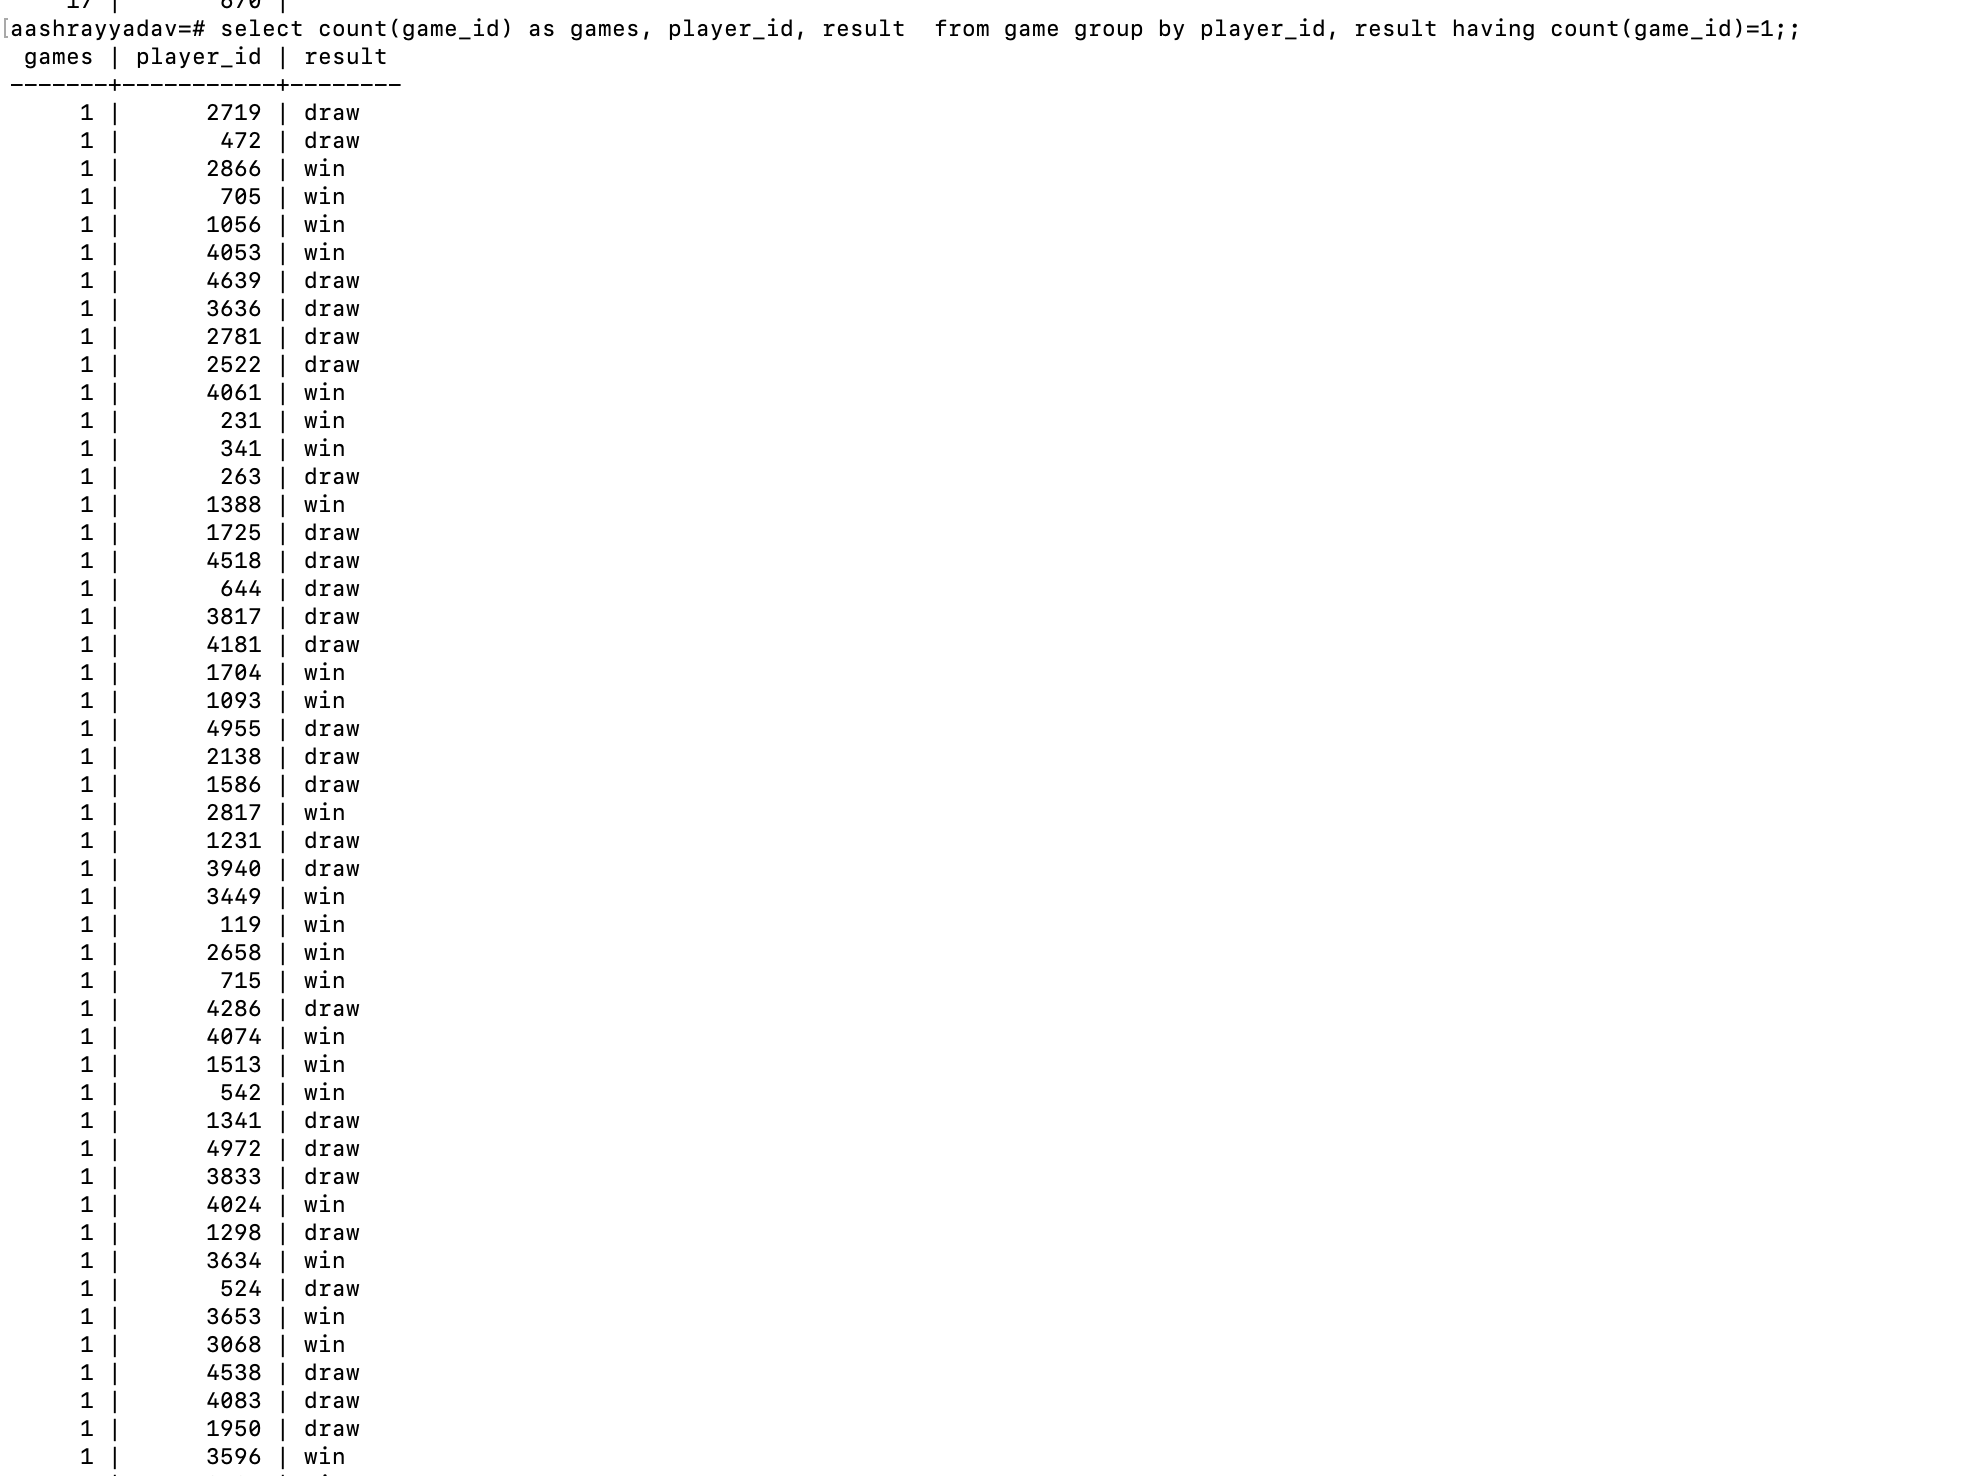 [aashrayyadav=# select count(game_id) as games, player_id, result  from game group by player_id, result having count(game_id)=1;;
 games | player_id | result
-------+-----------+--------
     1 |      2719 | draw
     1 |       472 | draw
     1 |      2866 | win
     1 |       705 | win
     1 |      1056 | win
     1 |      4053 | win
     1 |      4639 | draw
     1 |      3636 | draw
     1 |      2781 | draw
     1 |      2522 | draw
     1 |      4061 | win
     1 |       231 | win
     1 |       341 | win
     1 |       263 | draw
     1 |      1388 | win
     1 |      1725 | draw
     1 |      4518 | draw
     1 |       644 | draw
     1 |      3817 | draw
     1 |      4181 | draw
     1 |      1704 | win
     1 |      1093 | win
     1 |      4955 | draw
     1 |      2138 | draw
     1 |      1586 | draw
     1 |      2817 | win
     1 |      1231 | draw
     1 |      3940 | draw
     1 |      3449 | win
     1 |       119 | win
     1 |      2658 | win
     1 |       715 | win
     1 |      4286 | draw
     1 |      4074 | win
     1 |      1513 | win
     1 |       542 | win
     1 |      1341 | draw
     1 |      4972 | draw
     1 |      3833 | draw
     1 |      4024 | win
     1 |      1298 | draw
     1 |      3634 | win
     1 |       524 | draw
     1 |      3653 | win
     1 |      3068 | win
     1 |      4538 | draw
     1 |      4083 | draw
     1 |      1950 | draw
     1 |      3596 | win